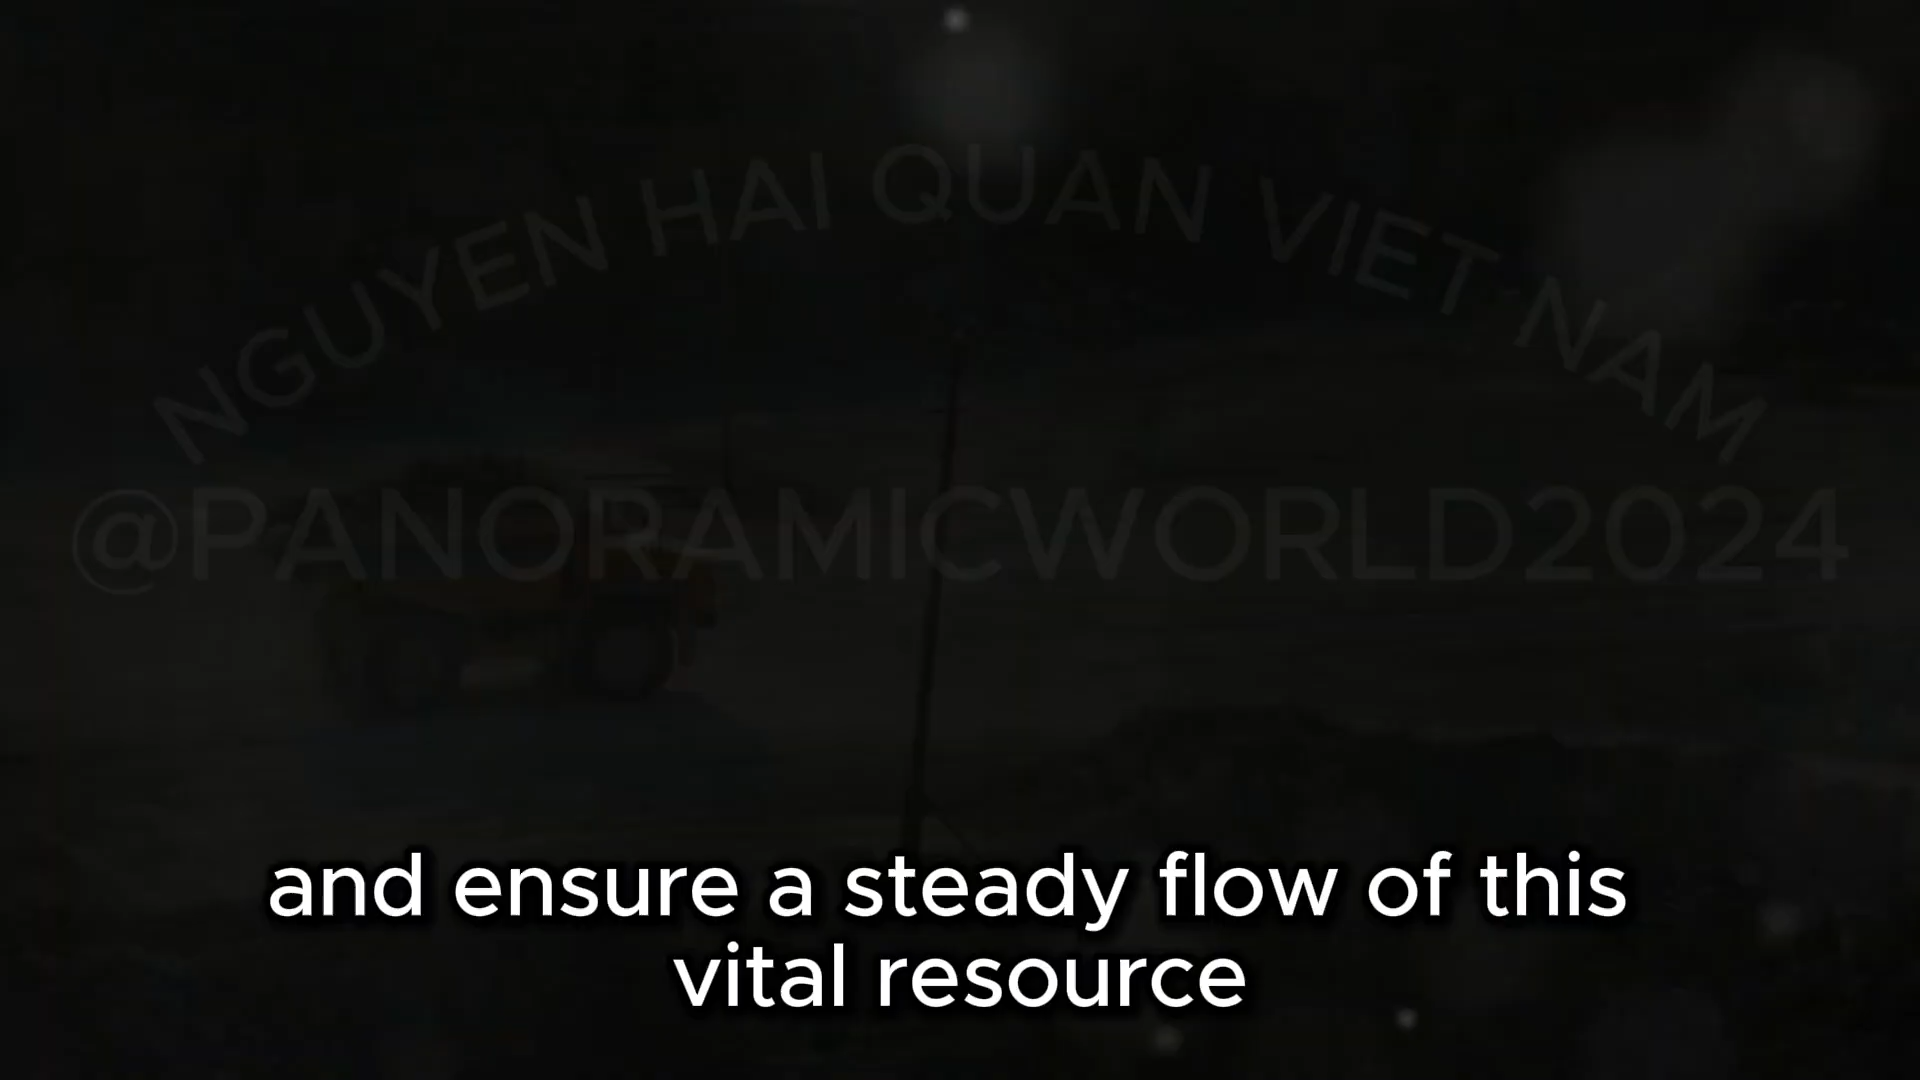 NGUYEN HAI QUAN VIET NAM
@PANORAMICWORLD2024
and ensure a steady flow of this
vital resource